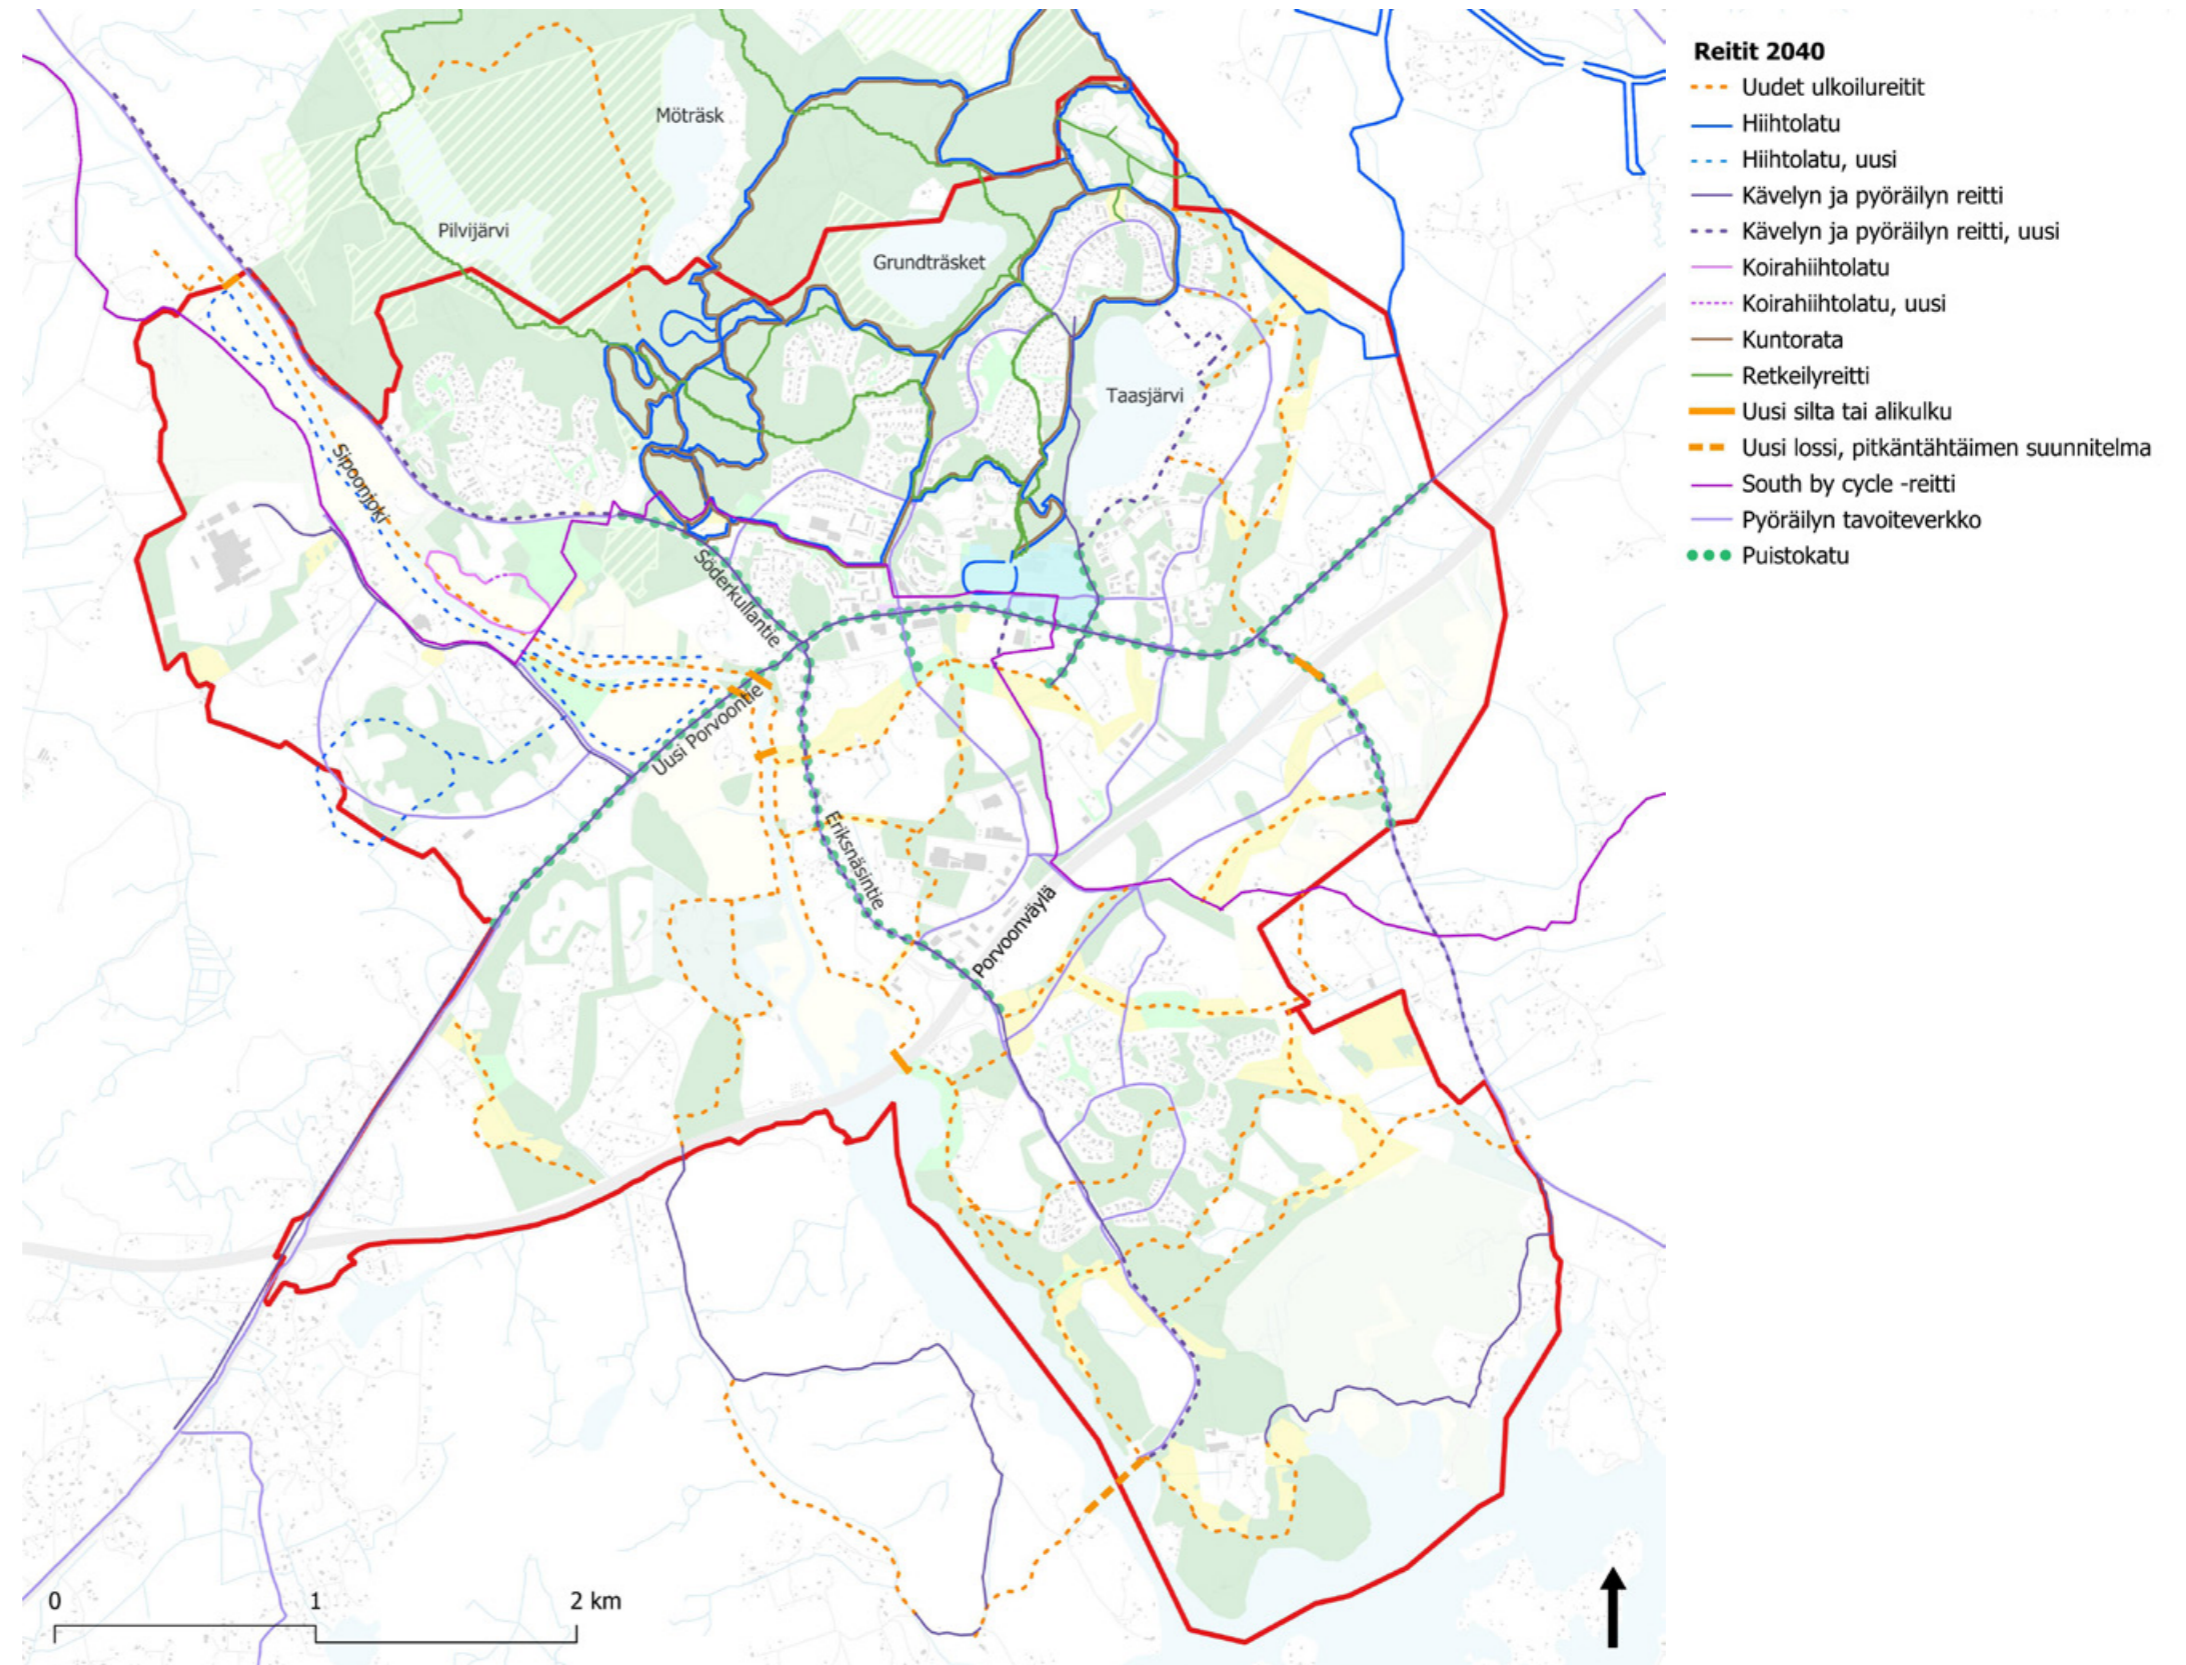 Möträsk
Pilvijärvi
Grundträsket
Taasjärvi
Sipoonjoki
Söderkullantie
Uusi Porvoontie
Eriksnäsintie
Porvoonväylä
0 1 2 km
Reitit 2040
Uudet ulkoilureitit
Hiihtolatu
Hiihtolatu, uusi
Kävelyn ja pyöräilyn reitti
Kävelyn ja pyöräilyn reitti, uusi
Koirahiihtolatu
Koirahiihtolatu, uusi
Kuntorata
Retkeilyreitti
Uusi silta tai alikulku
Uusi lossi, pitkäntähtäimen suunnitelma
South by cycle -reitti
Pyöräilyn tavoiteverkko
Puistokatu